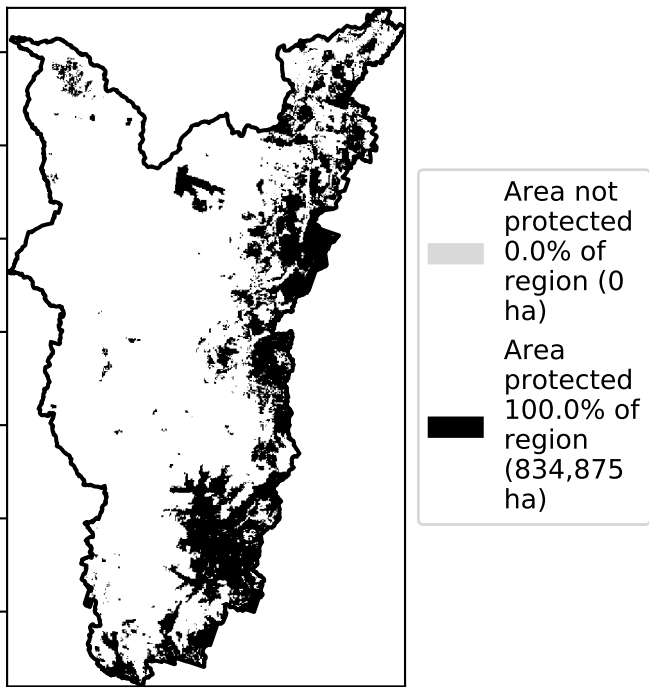 Area not
protected
0.0% of
region (0
ha)
Area
protected
100.0% of
region
(834,875
ha)